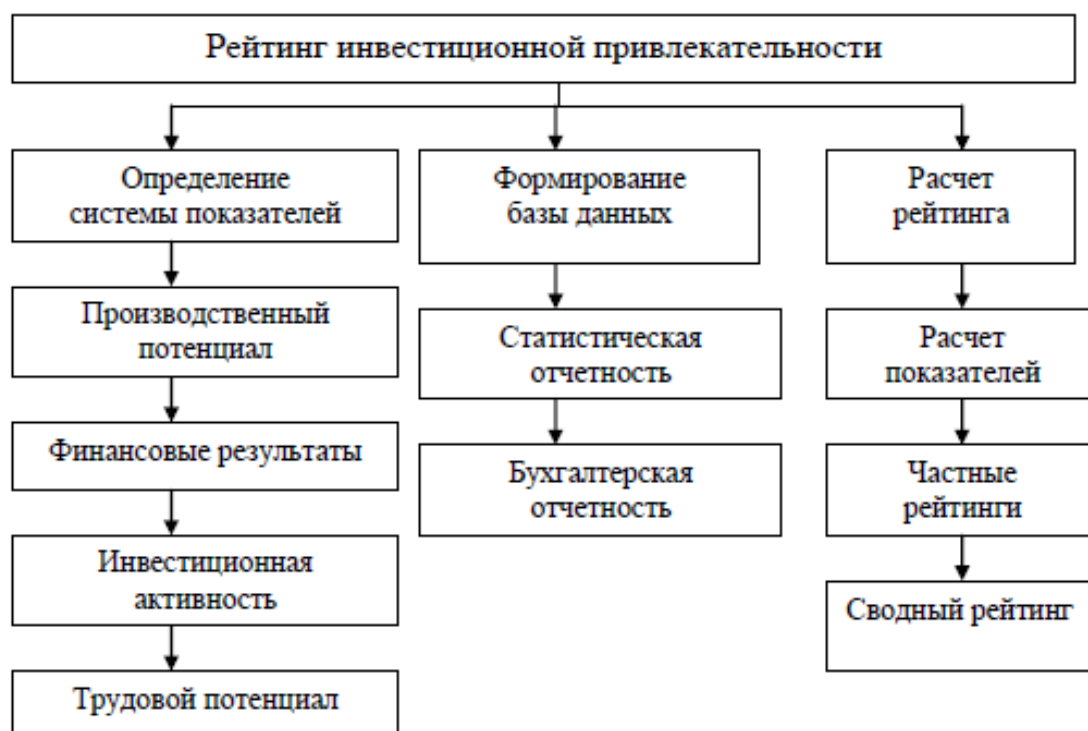 Рейтинг инвестиционной привлекательности
Определение
системы показателей
Производственный
потенциал
Финансовые результаты
Инвестиционная
активность
Трудовой потенциал
Формирование
базы данных
Статистическая
отчетность
Бухгалтерская
отчетность
Расчет
рейтинга
Расчет
показателей
Частные
рейтинги
Сводный рейтинг